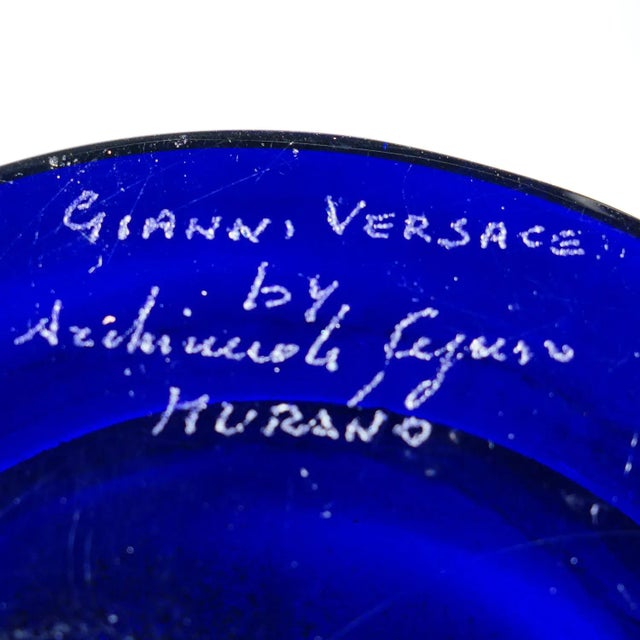 GIANNI VERSACE
by
Archimede Seguso
MURANO